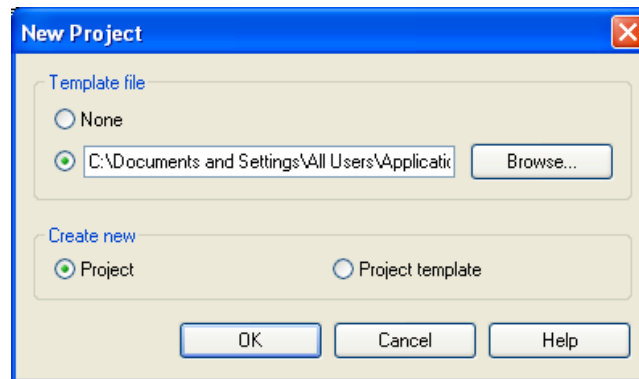 New Project
Template file
None
C:\Documents and Settings\All Users\Applicatio
Browse...
Create new
Project
Project template
OK
Cancel
Help